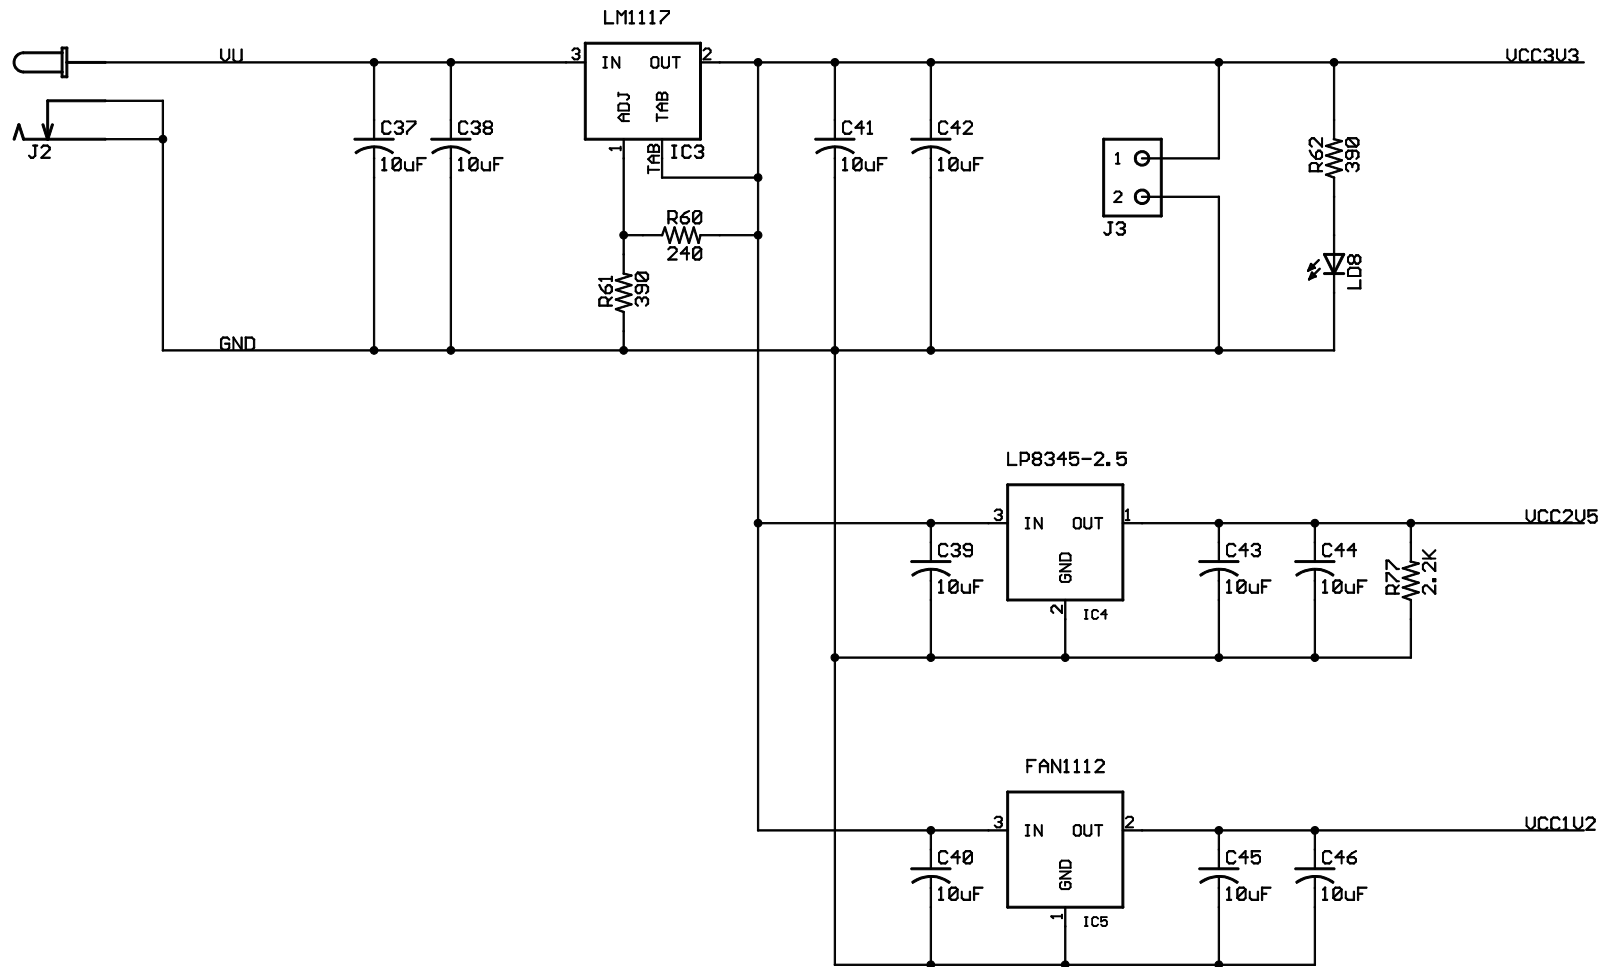 LM1117
VU
3
IN OUT
2
VCC3V3
ADJ
TAB
J2
C37
10uF
C38
10uF
1
TAB
IC3
C41
10uF
C42
10uF
1
2
J3
R62
390
R60
240
R61
390
LD8
GND
LP8345-2.5
3
IN OUT
1
VCC2V5
GND
C39
10uF
2
IC4
C43
10uF
C44
10uF
R77
2.2K
FAN1112
3
IN OUT
2
VCC1V2
GND
C40
10uF
1
IC5
C45
10uF
C46
10uF